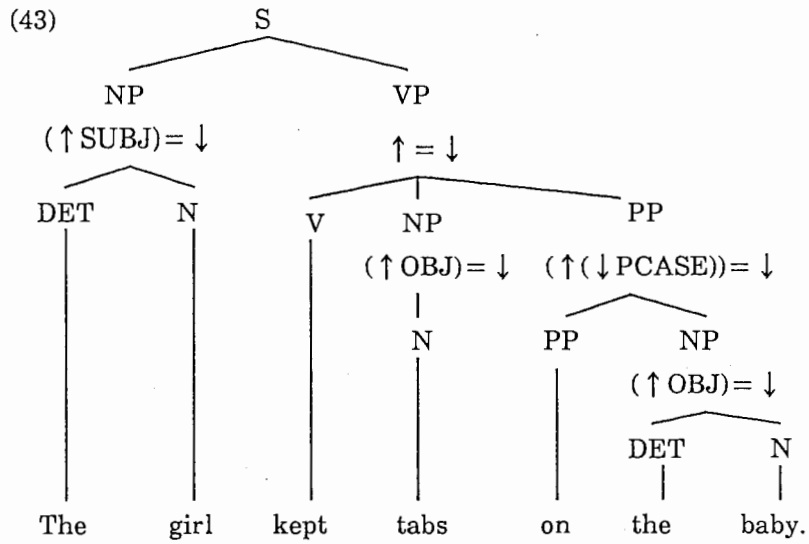 (43) S
NP VP
(↑ SUBJ) = ↓ ↑ = ↓
DET N V NP PP
(↑ OBJ) = ↓ (↑ (↓ PCASE)) = ↓
N PP NP
(↑ OBJ) = ↓
DET N
The girl kept tabs on the baby.